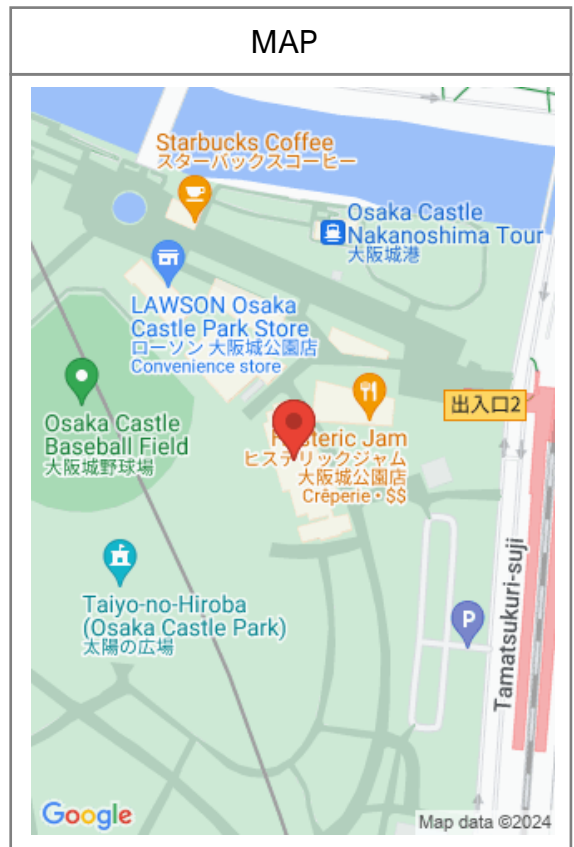 MAP
Starbucks Coffee
スターバックスコーヒー
Osaka Castle
Nakanoshima Tour
大阪城港
LAWSON Osaka
Castle Park Store
ローソン 大阪城公園店
Convenience store
出入口2
Osaka Castle
Baseball Field
大阪城野球場
Jam
ヒステリックジャム
大阪城公園店
Crêperie • $$
Taiyo-no-Hiroba
(Osaka Castle Park)
太陽の広場
P
Tamatsukuri-suji
Google
Map data ©2024